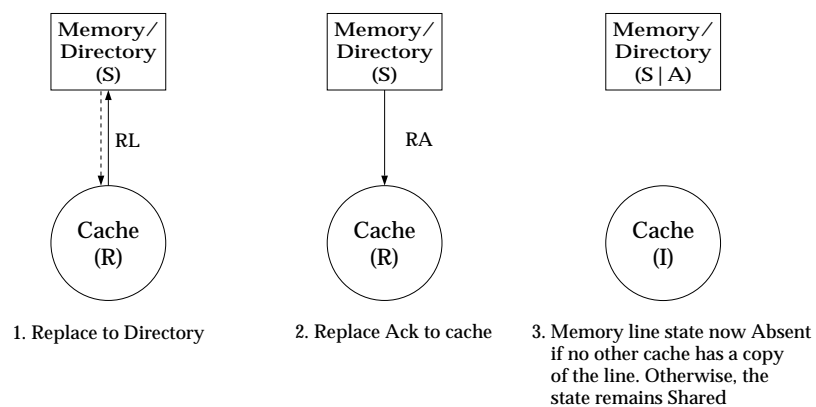 Memory/
Directory
(S)
RL
Cache
(R)
1. Replace to Directory
Memory/
Directory
(S)
RA
Cache
(R)
2. Replace Ack to cache
Memory/
Directory
(S | A)
Cache
(I)
3. Memory line state now Absent
if no other cache has a copy
of the line. Otherwise, the
state remains Shared